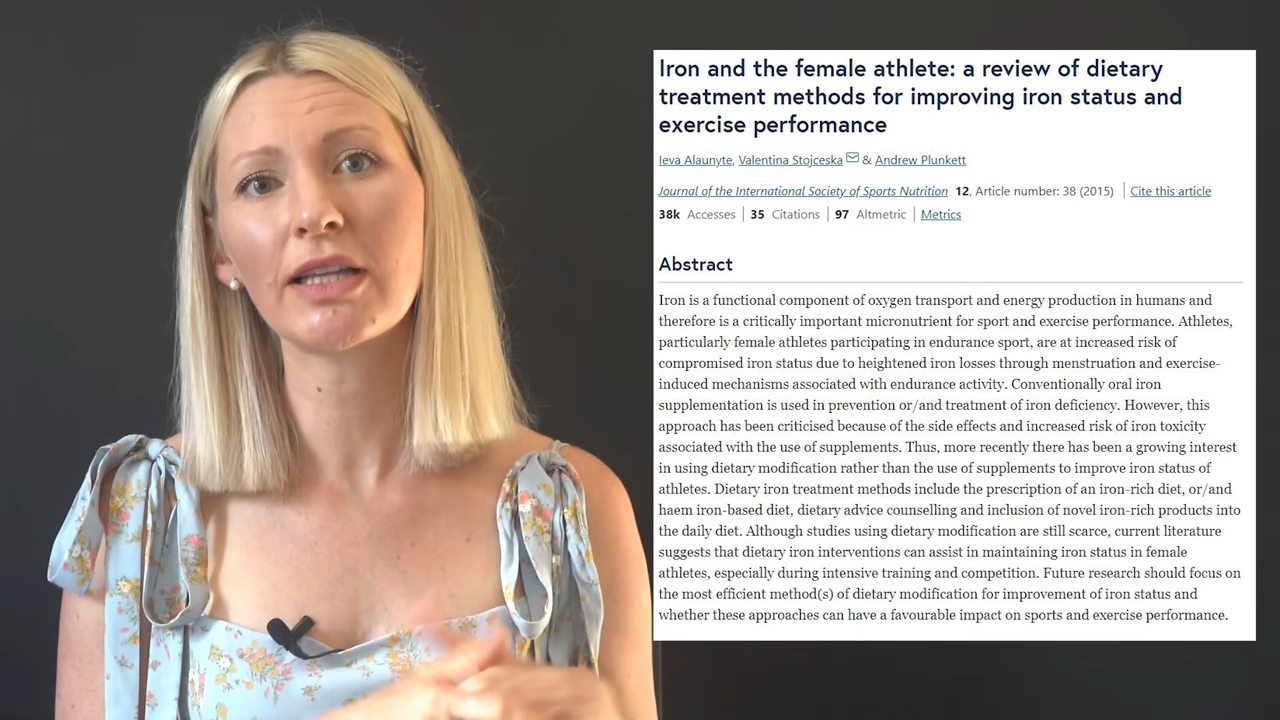 Iron and the female athlete: a review of dietary
treatment methods for improving iron status and
exercise performance
Ieva Alaunyte, Valentina Stojceska & Andrew Plunkett
Journal of the International Society of Sports Nutrition 12, Article number: 38 (2015) | Cite this article
38k Accesses | 35 Citations | 97 Altmetric | Metrics
Abstract
Iron is a functional component of oxygen transport and energy production in humans and
therefore is a critically important micronutrient for sport and exercise performance. Athletes,
particularly female athletes participating in endurance sport, are at increased risk of
compromised iron status due to heightened iron losses through menstruation and exercise-
induced mechanisms associated with endurance activity. Conventionally oral iron
supplementation is used in prevention or/and treatment of iron deficiency. However, this
approach has been criticised because of the side effects and increased risk of iron toxicity
associated with the use of supplements. Thus, more recently there has been a growing interest
in using dietary modification rather than the use of supplements to improve iron status of
athletes. Dietary iron treatment methods include the prescription of an iron-rich diet, or/and
haem iron-based diet, dietary advice counselling and inclusion of novel iron-rich products into
the daily diet. Although studies using dietary modification are still scarce, current literature
suggests that dietary iron interventions can assist in maintaining iron status in female
athletes, especially during intensive training and competition. Future research should focus on
the most efficient method(s) of dietary modification for improvement of iron status and
whether these approaches can have a favourable impact on sports and exercise performance.